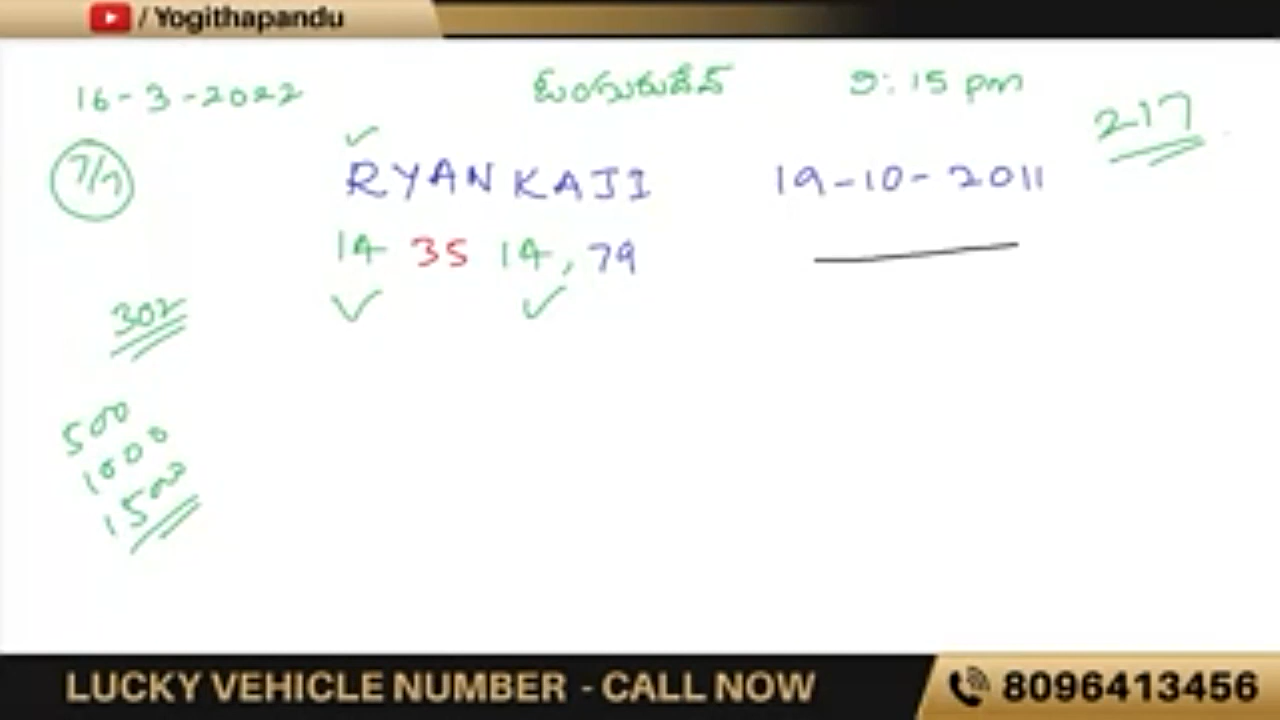 / Yogithapandu
16-3-2022 ఓంగురుదేవ్ 9:15 pm
217
7/7
RYAN KAJI 19-10-2011
14 35 14, 79
302
500
1000
1500
LUCKY VEHICLE NUMBER - CALL NOW 8096413456